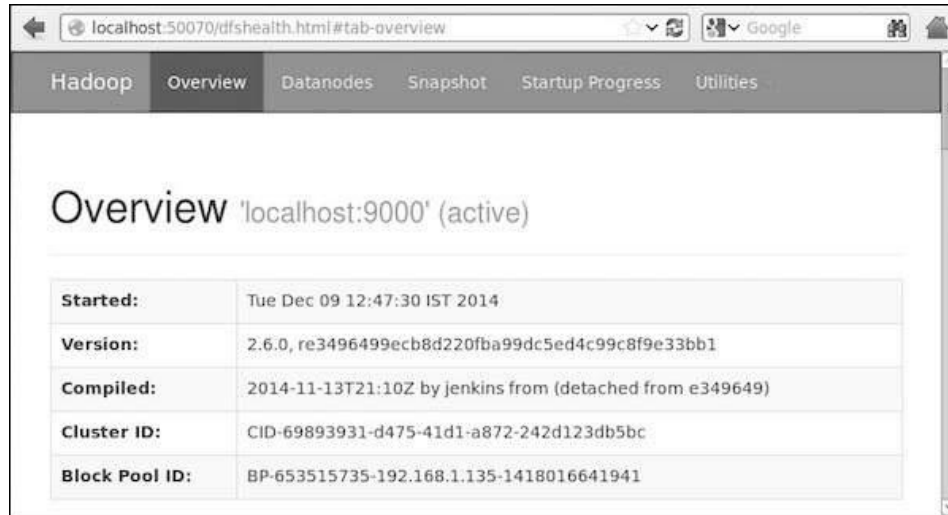 localhost:50070/dfshealth.html#tab-overview Google
Hadoop Overview Datanodes Snapshot Startup Progress Utilities
Overview 'localhost:9000' (active)
Started: Tue Dec 09 12:47:30 IST 2014
Version: 2.6.0, re3496499ecb8d220fba99dc5ed4c99c8f9e33bb1
Compiled: 2014-11-13T21:10Z by jenkins from (detached from e349649)
Cluster ID: CID-69893931-d475-41d1-a872-242d123db5bc
Block Pool ID: BP-653515735-192.168.1.135-1418016641941